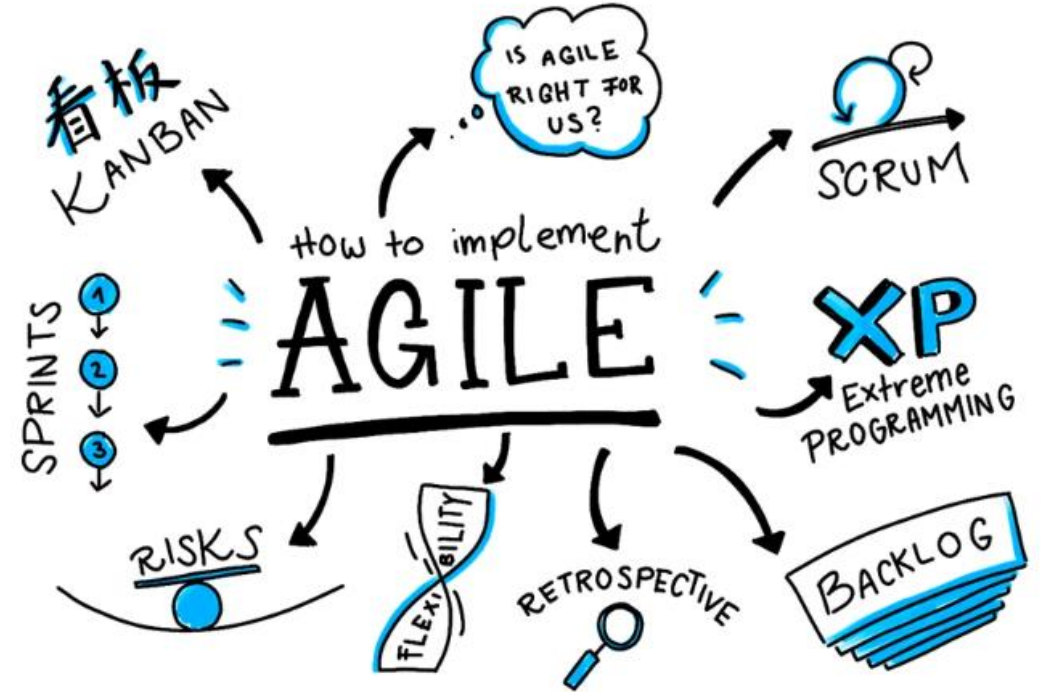 看板
KANBAN
IS AGILE
RIGHT FOR
US?
SCRUM
How to implement
AGILE
SPRINTS
1
2
3
XP
Extreme
PROGRAMMING
RISKS
FLEXIBILITY
RETROSPECTIVE
BACKLOG